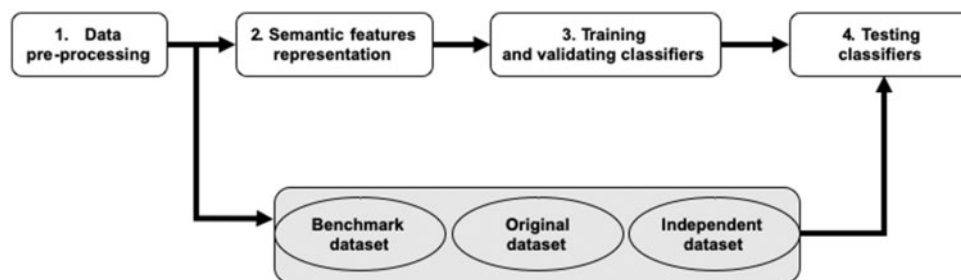 1. Data
pre-processing
2. Semantic features
representation
3. Training
and validating classifiers
4. Testing
classifiers
Benchmark
dataset
Original
dataset
Independent
dataset